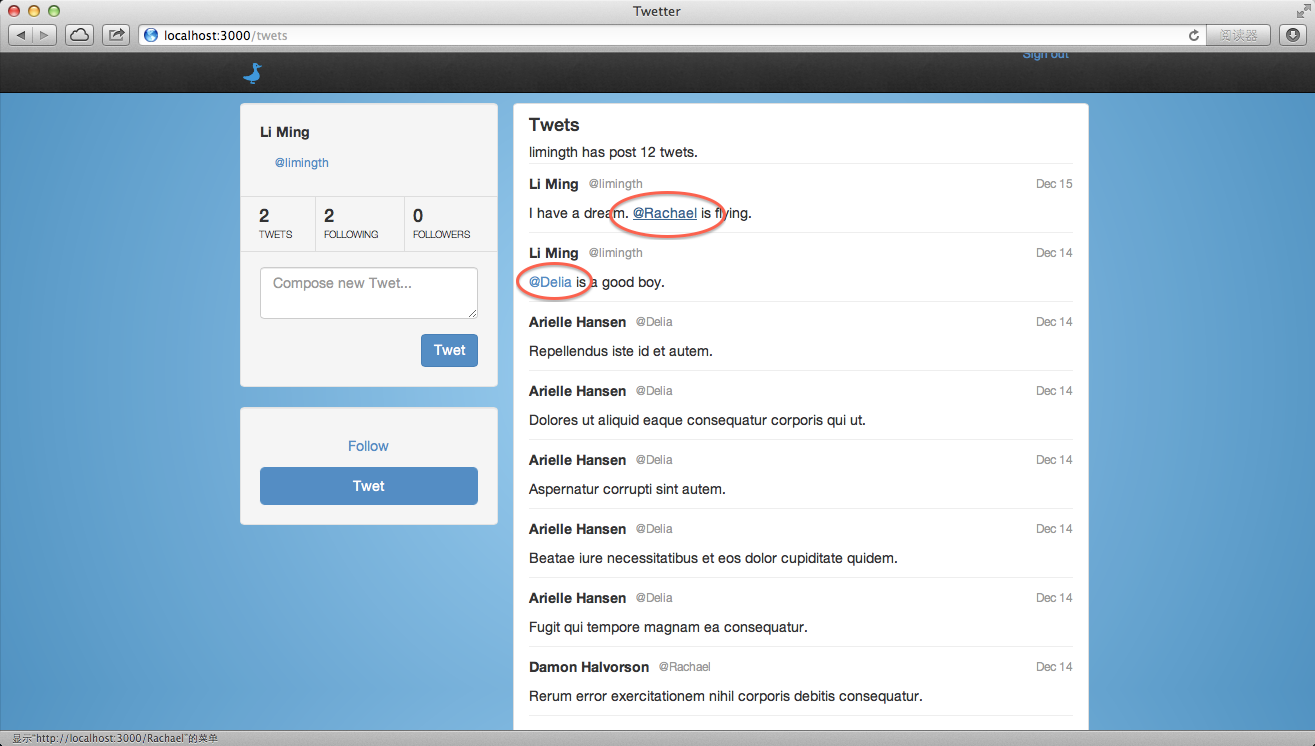 Twetter
localhost:3000/twets
阅读器
Sign out
Li Ming
@limingth
2 2 0
TWETS FOLLOWING FOLLOWERS
Compose new Twet...
Twet
Follow
Twet
Twets
limingth has post 12 twets.
Li Ming @limingth Dec 15
I have a dream. @Rachael is flying.
Li Ming @limingth Dec 14
@Delia is a good boy.
Arielle Hansen @Delia Dec 14
Repellendus iste id et autem.
Arielle Hansen @Delia Dec 14
Dolores ut aliquid eaque consequatur corporis qui ut.
Arielle Hansen @Delia Dec 14
Aspernatur corrupti sint autem.
Arielle Hansen @Delia Dec 14
Beatae iure necessitatibus et eos dolor cupiditate quidem.
Arielle Hansen @Delia Dec 14
Fugit qui tempore magnam ea consequatur.
Damon Halvorson @Rachael Dec 14
Rerum error exercitationem nihil corporis debitis consequatur.
显示“http://localhost:3000/Rachael”的菜单